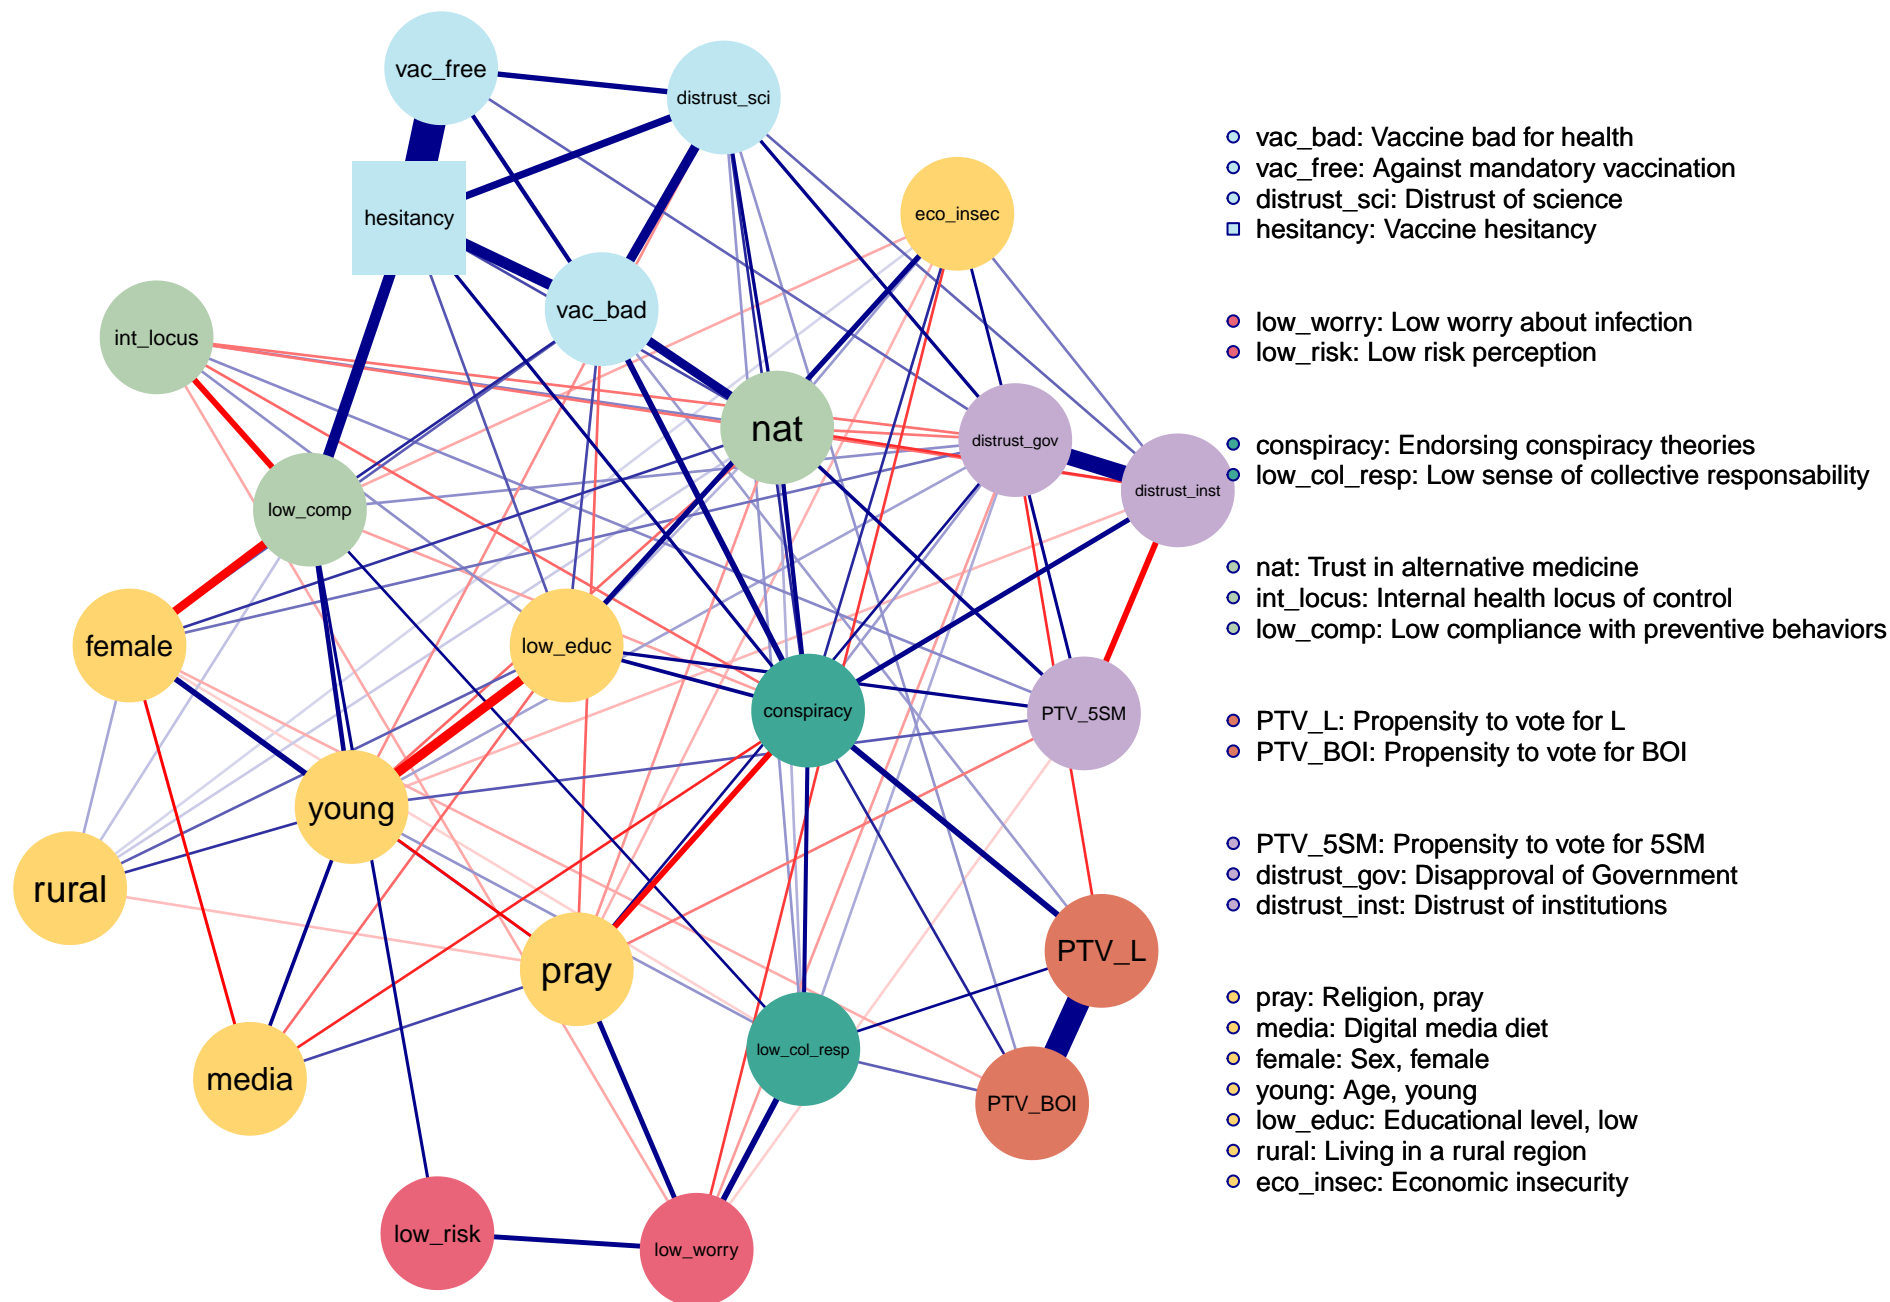 vac_free
distrust_sci
hesitancy
eco_insec
vac_bad
int_locus
nat
distrust_gov
distrust_inst
low_comp
female
low_educ
conspiracy
PTV_5SM
young
rural
pray
PTV_L
media
low_col_resp
PTV_BOI
low_risk
low_worry
vac_bad: Vaccine bad for health
vac_free: Against mandatory vaccination
distrust_sci: Distrust of science
hesitancy: Vaccine hesitancy
low_worry: Low worry about infection
low_risk: Low risk perception
conspiracy: Endorsing conspiracy theories
low_col_resp: Low sense of collective responsability
nat: Trust in alternative medicine
int_locus: Internal health locus of control
low_comp: Low compliance with preventive behaviors
PTV_L: Propensity to vote for L
PTV_BOI: Propensity to vote for BOI
PTV_5SM: Propensity to vote for 5SM
distrust_gov: Disapproval of Government
distrust_inst: Distrust of institutions
pray: Religion, pray
media: Digital media diet
female: Sex, female
young: Age, young
low_educ: Educational level, low
rural: Living in a rural region
eco_insec: Economic insecurity